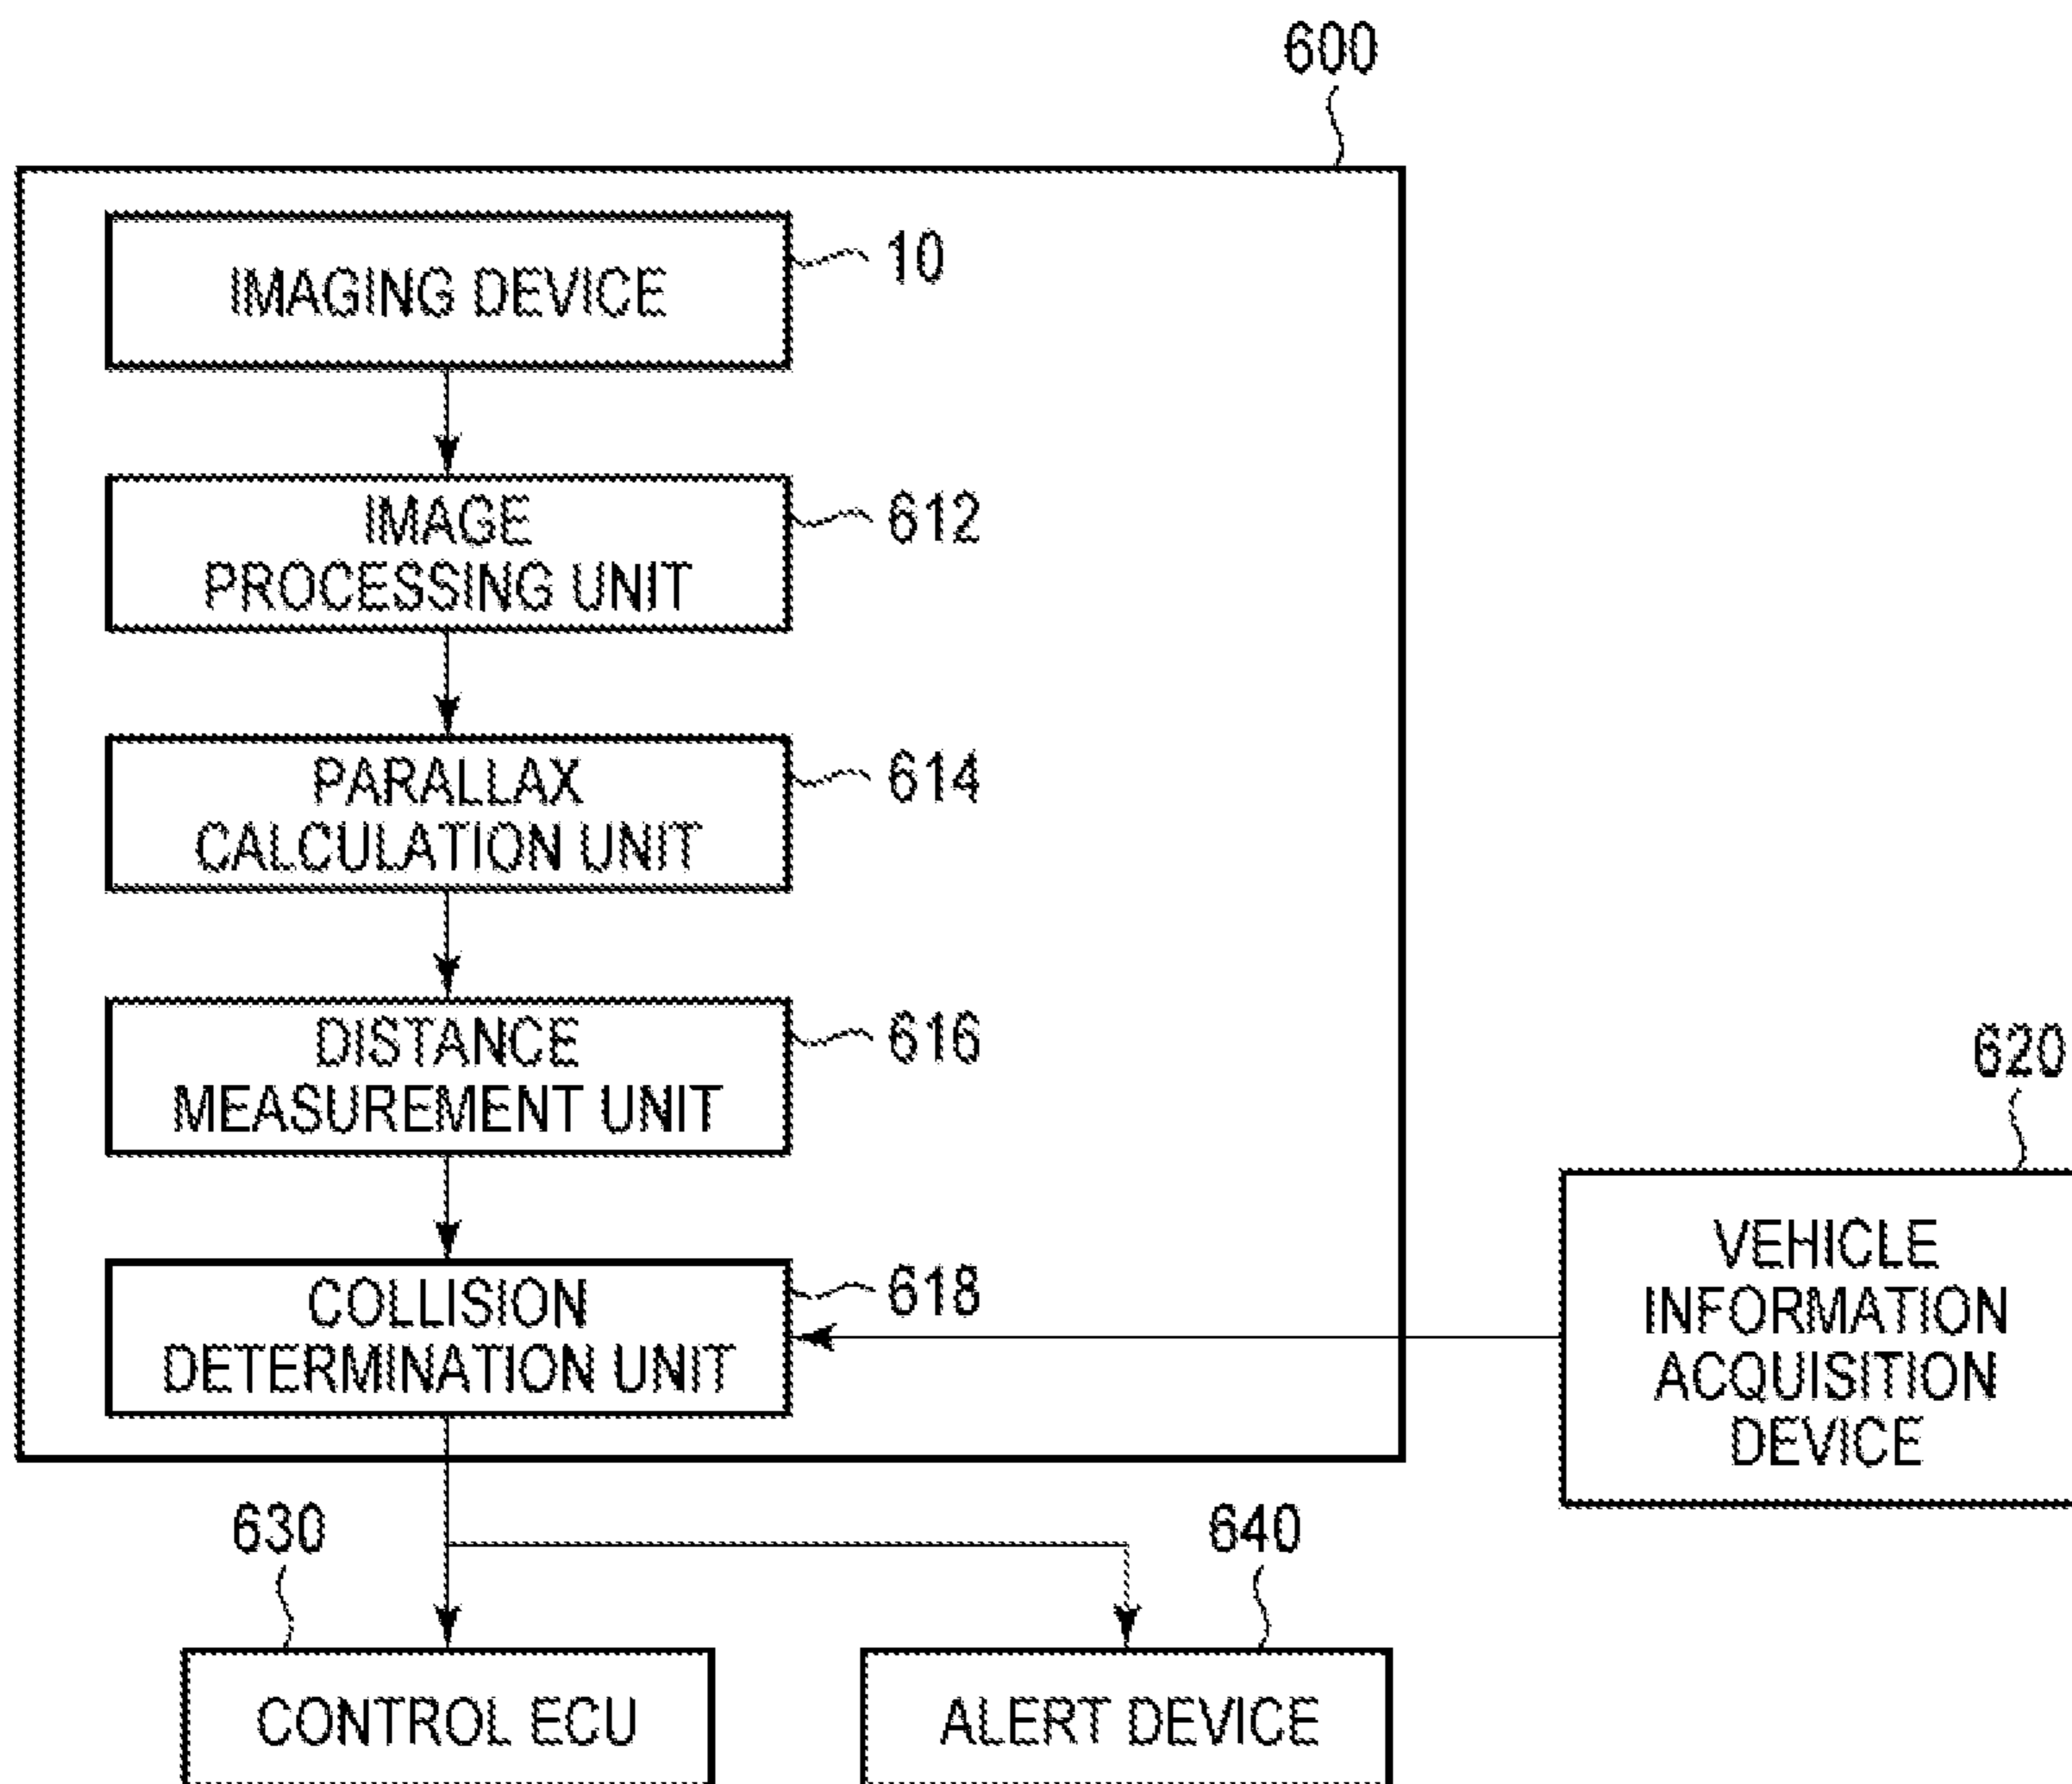 600
IMAGING DEVICE
10
IMAGE
PROCESSING UNIT
612
PARALLAX
CALCULATION UNIT
614
DISTANCE
MEASUREMENT UNIT
616
COLLISION
DETERMINATION UNIT
618
620
VEHICLE
INFORMATION
ACQUISITION
DEVICE
630
CONTROL ECU
640
ALERT DEVICE